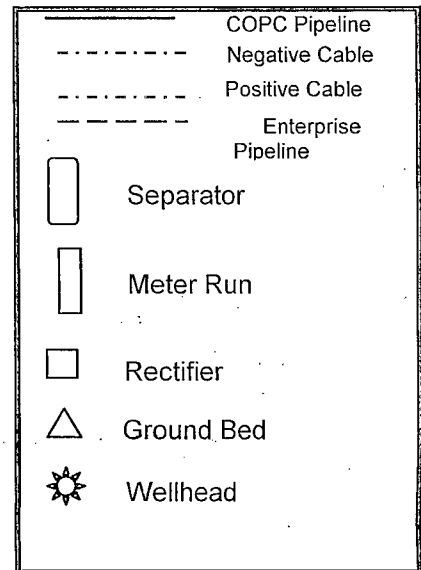 COPC Pipeline
Negative Cable
Positive Cable
Enterprise
Pipeline
Separator
Meter Run
Rectifier
Ground Bed
Wellhead